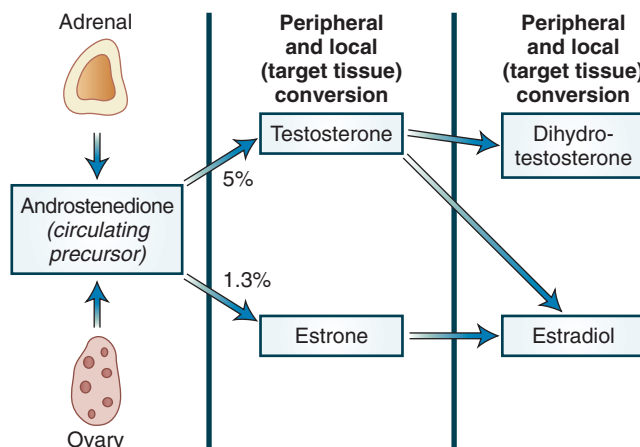 Adrenal
Peripheral
and local
(target tissue)
conversion
Peripheral
and local
(target tissue)
conversion
Testosterone
Dihydro-
testosterone
5%
Androstenedione
(circulating
precursor)
1.3%
Estrone
Estradiol
Ovary